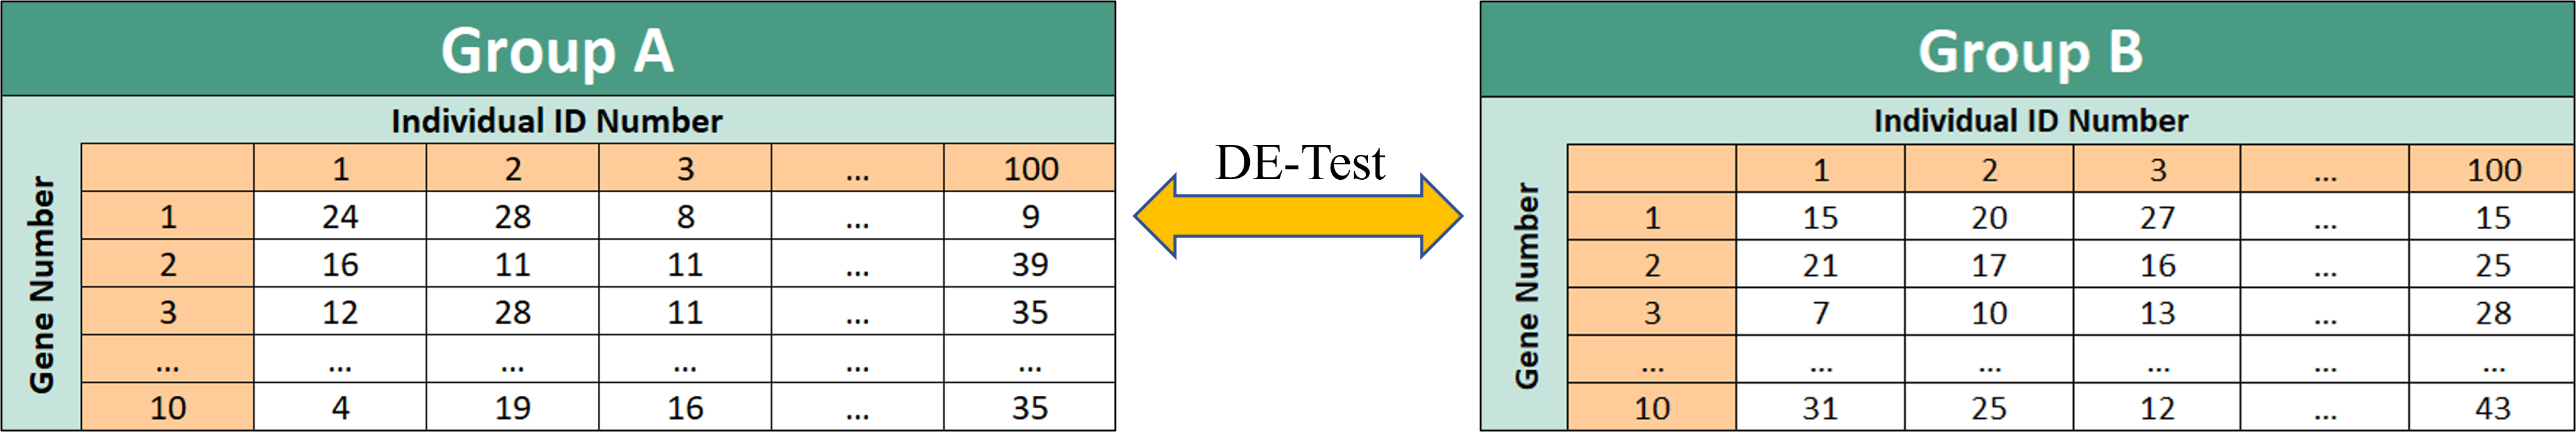 Group A
Individual ID Number
Gene Number
1 2 3 ... 100
1 24 28 8 ... 9
2 16 11 11 ... 39
3 12 28 11 ... 35
... ... ... ... ... ...
10 4 19 16 ... 35
DE-Test
Group B
Individual ID Number
Gene Number
1 2 3 ... 100
1 15 20 27 ... 15
2 21 17 16 ... 25
3 7 10 13 ... 28
... ... ... ... ... ...
10 31 25 12 ... 43